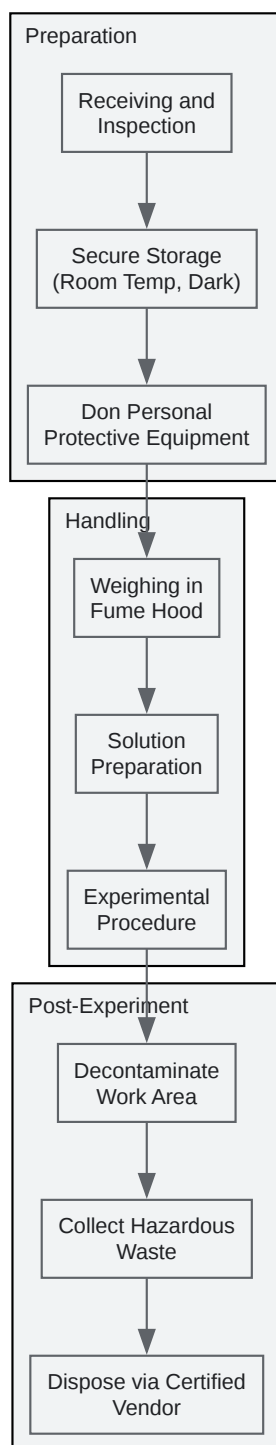 Preparation
Receiving and
Inspection
Secure Storage
(Room Temp, Dark)
Don Personal
Protective Equipment
Handling
Weighing in
Fume Hood
Solution
Preparation
Experimental
Procedure
Post-Experiment
Decontaminate
Work Area
Collect Hazardous
Waste
Dispose via Certified
Vendor